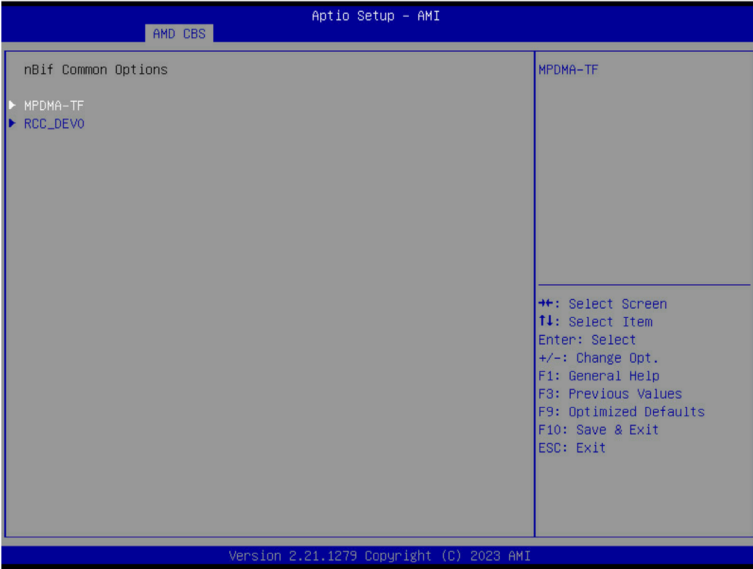 Aptio Setup – AMI
AMD CBS
nBif Common Options
MPDMA-TF
RCC_DEV0
MPDMA-TF
→←: Select Screen
↑↓: Select Item
Enter: Select
+/-: Change Opt.
F1: General Help
F3: Previous Values
F9: Optimized Defaults
F10: Save & Exit
ESC: Exit
Version 2.21.1279 Copyright (C) 2023 AMI